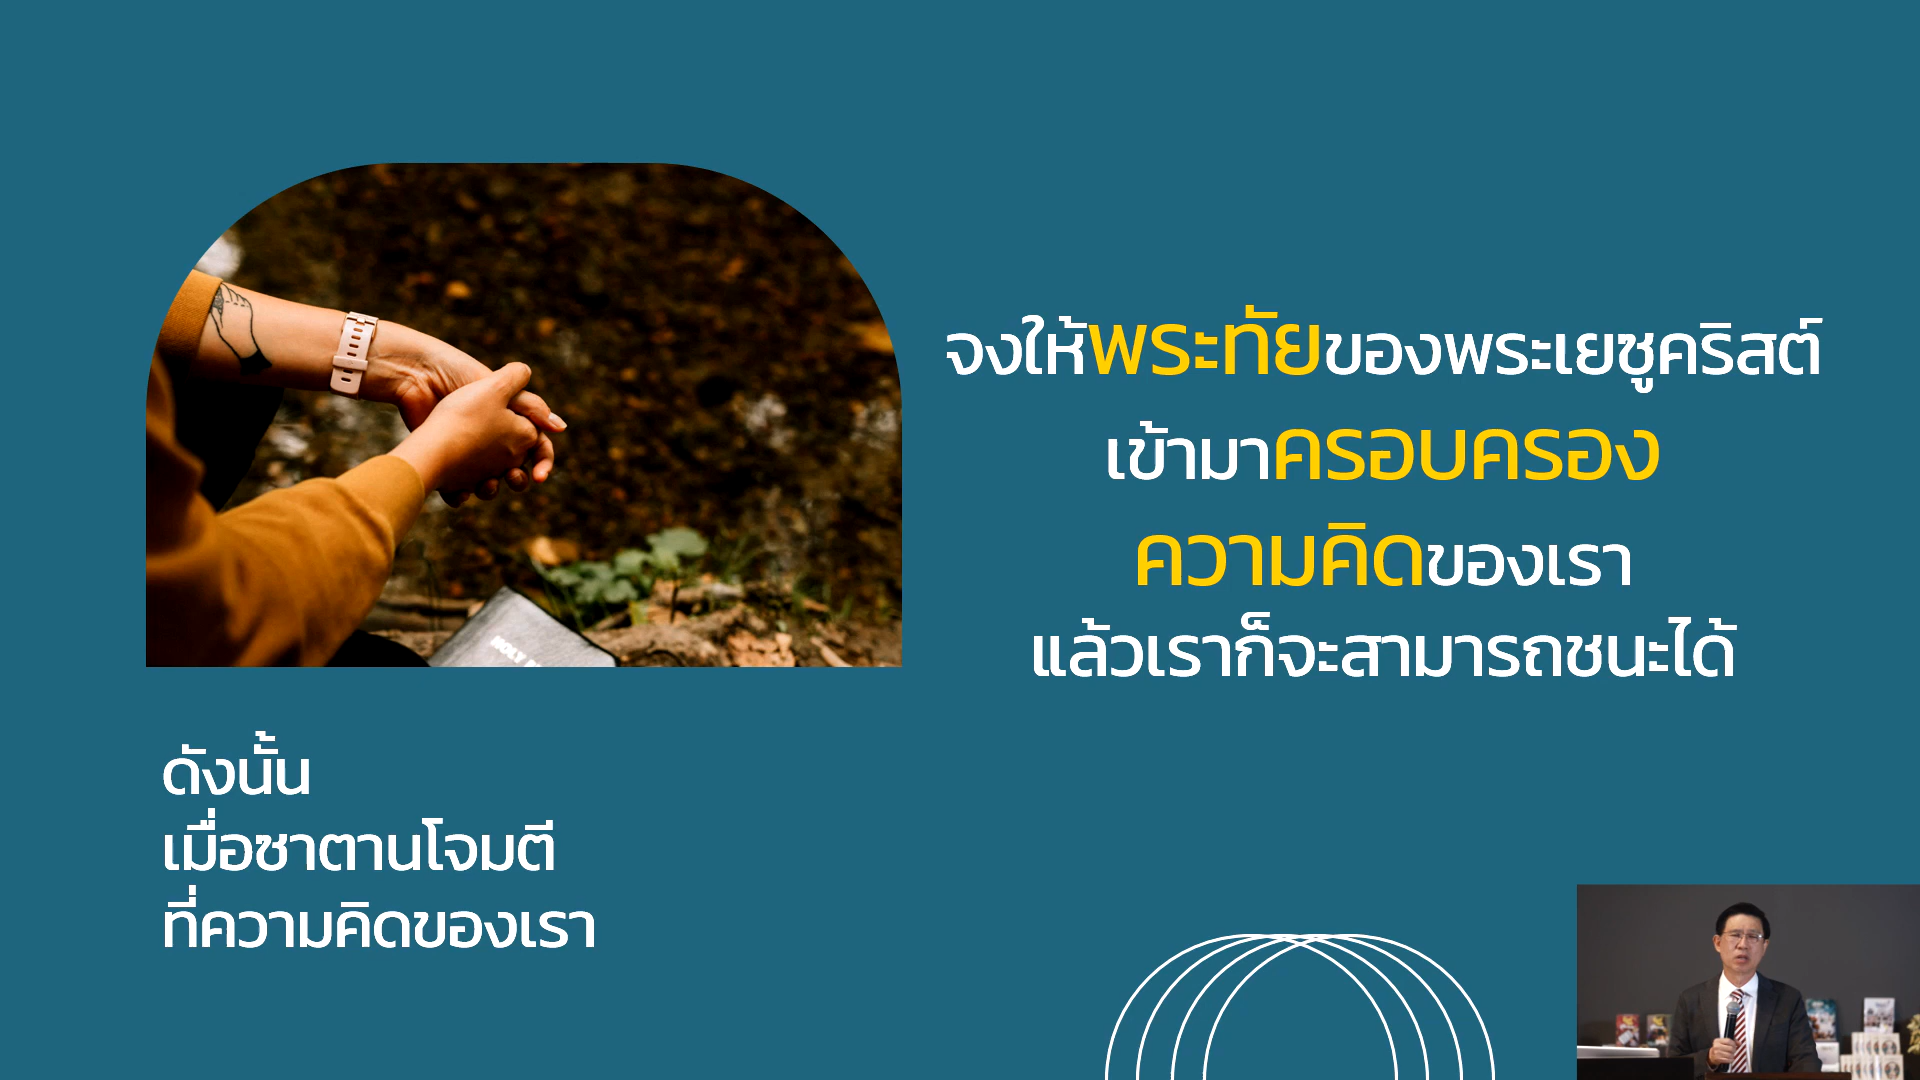 จงให้พระทัยของพระเยซูคริสต์
เข้ามาครอบครอง
ความคิดของเรา
แล้วเราก็จะสามารถชนะได้
ดังนั้น
เมื่อซาตานโจมตี
ที่ความคิดของเรา
HOLY